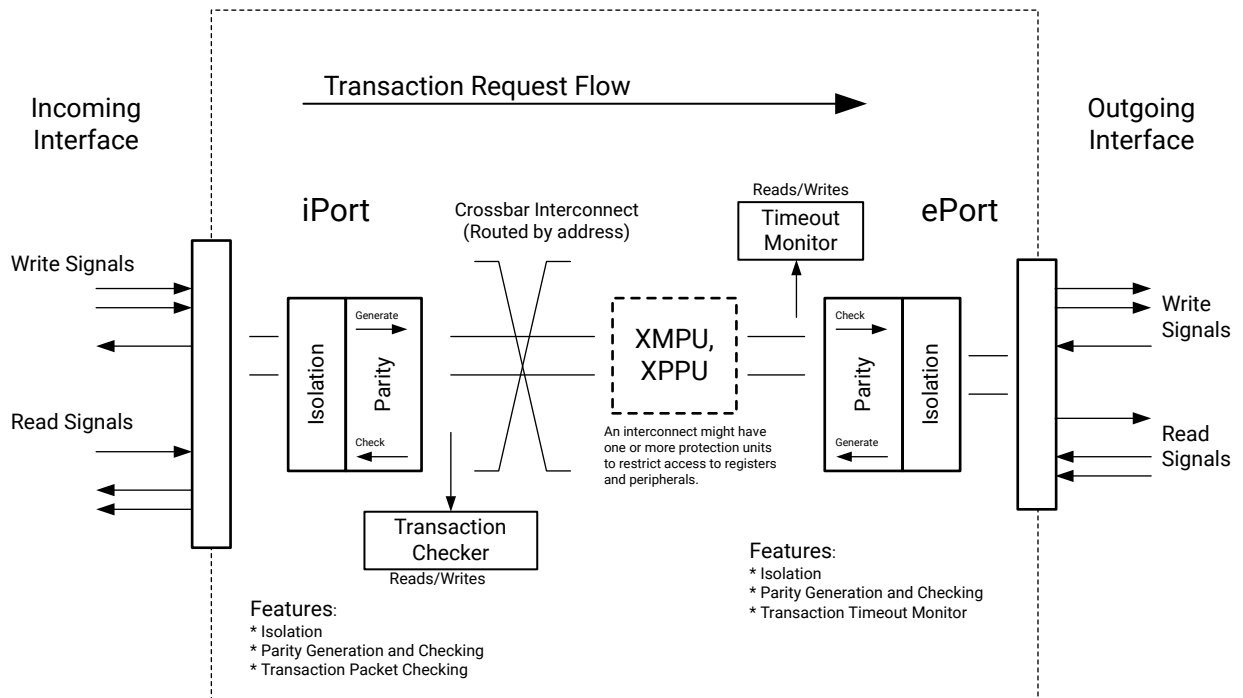 Transaction Request Flow
Incoming
Interface
Outgoing
Interface
iPort
Crossbar Interconnect
(Routed by address)
Reads/Writes
Timeout
Monitor
ePort
Write Signals
Generate
Isolation
Parity
Check
XMPU,
XPPU
Check
Parity
Isolation
Generate
Write
Signals
Read Signals
Read
Signals
An interconnect might have
one or more protection units
to restrict access to registers
and peripherals.
Transaction
Checker
Reads/Writes
Features:
* Isolation
* Parity Generation and Checking
* Transaction Packet Checking
Features:
* Isolation
* Parity Generation and Checking
* Transaction Timeout Monitor